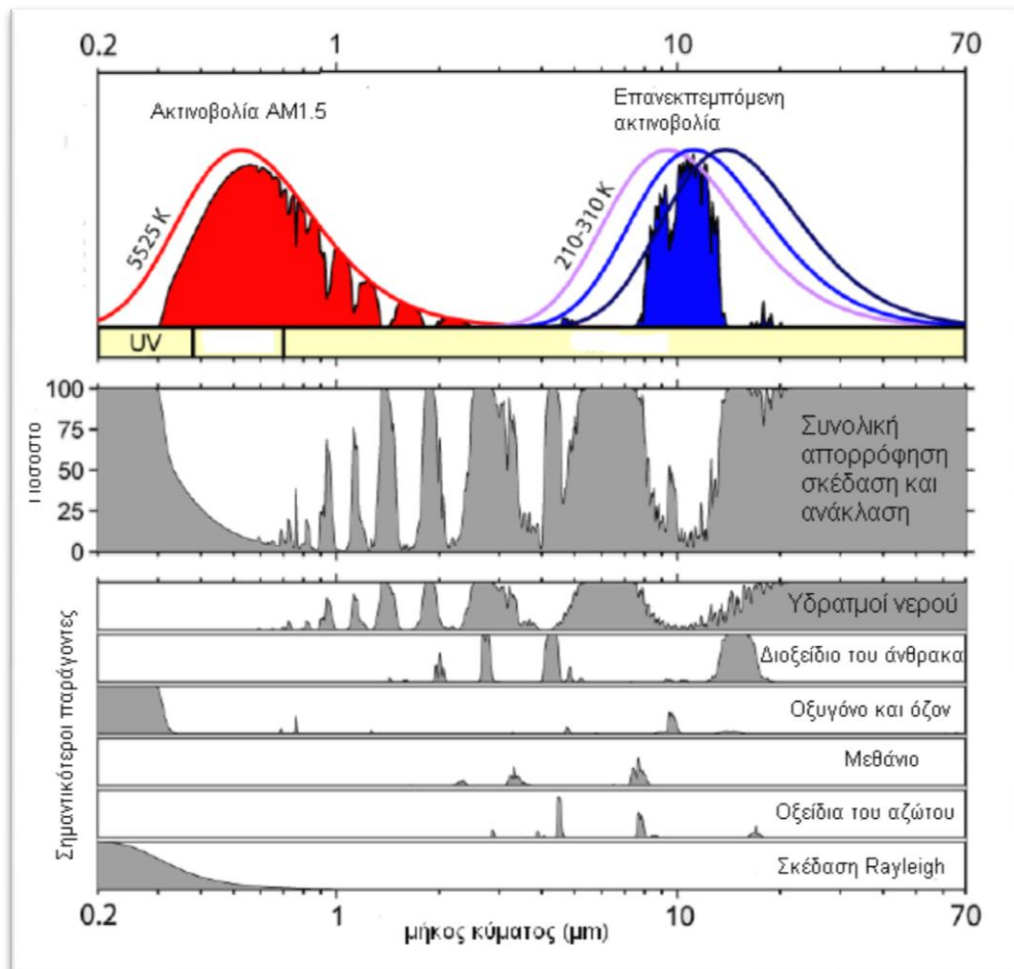 0.2 1 10 70
Ακτινοβολία AM1.5
Επανεκπεμπόμενη
ακτινοβολία
5525 K
210-310 K
UV
100
75
50
25
0
Ποσοστό
Συνολική
απορρόφηση
σκέδαση και
ανάκλαση
Σημαντικότεροι παράγοντες
Υδρατμοί νερού
Διοξείδιο του άνθρακα
Οξυγόνο και όζον
Μεθάνιο
Οξείδια του αζώτου
Σκέδαση Rayleigh
0.2 1 10 70
μήκος κύματος (μm)